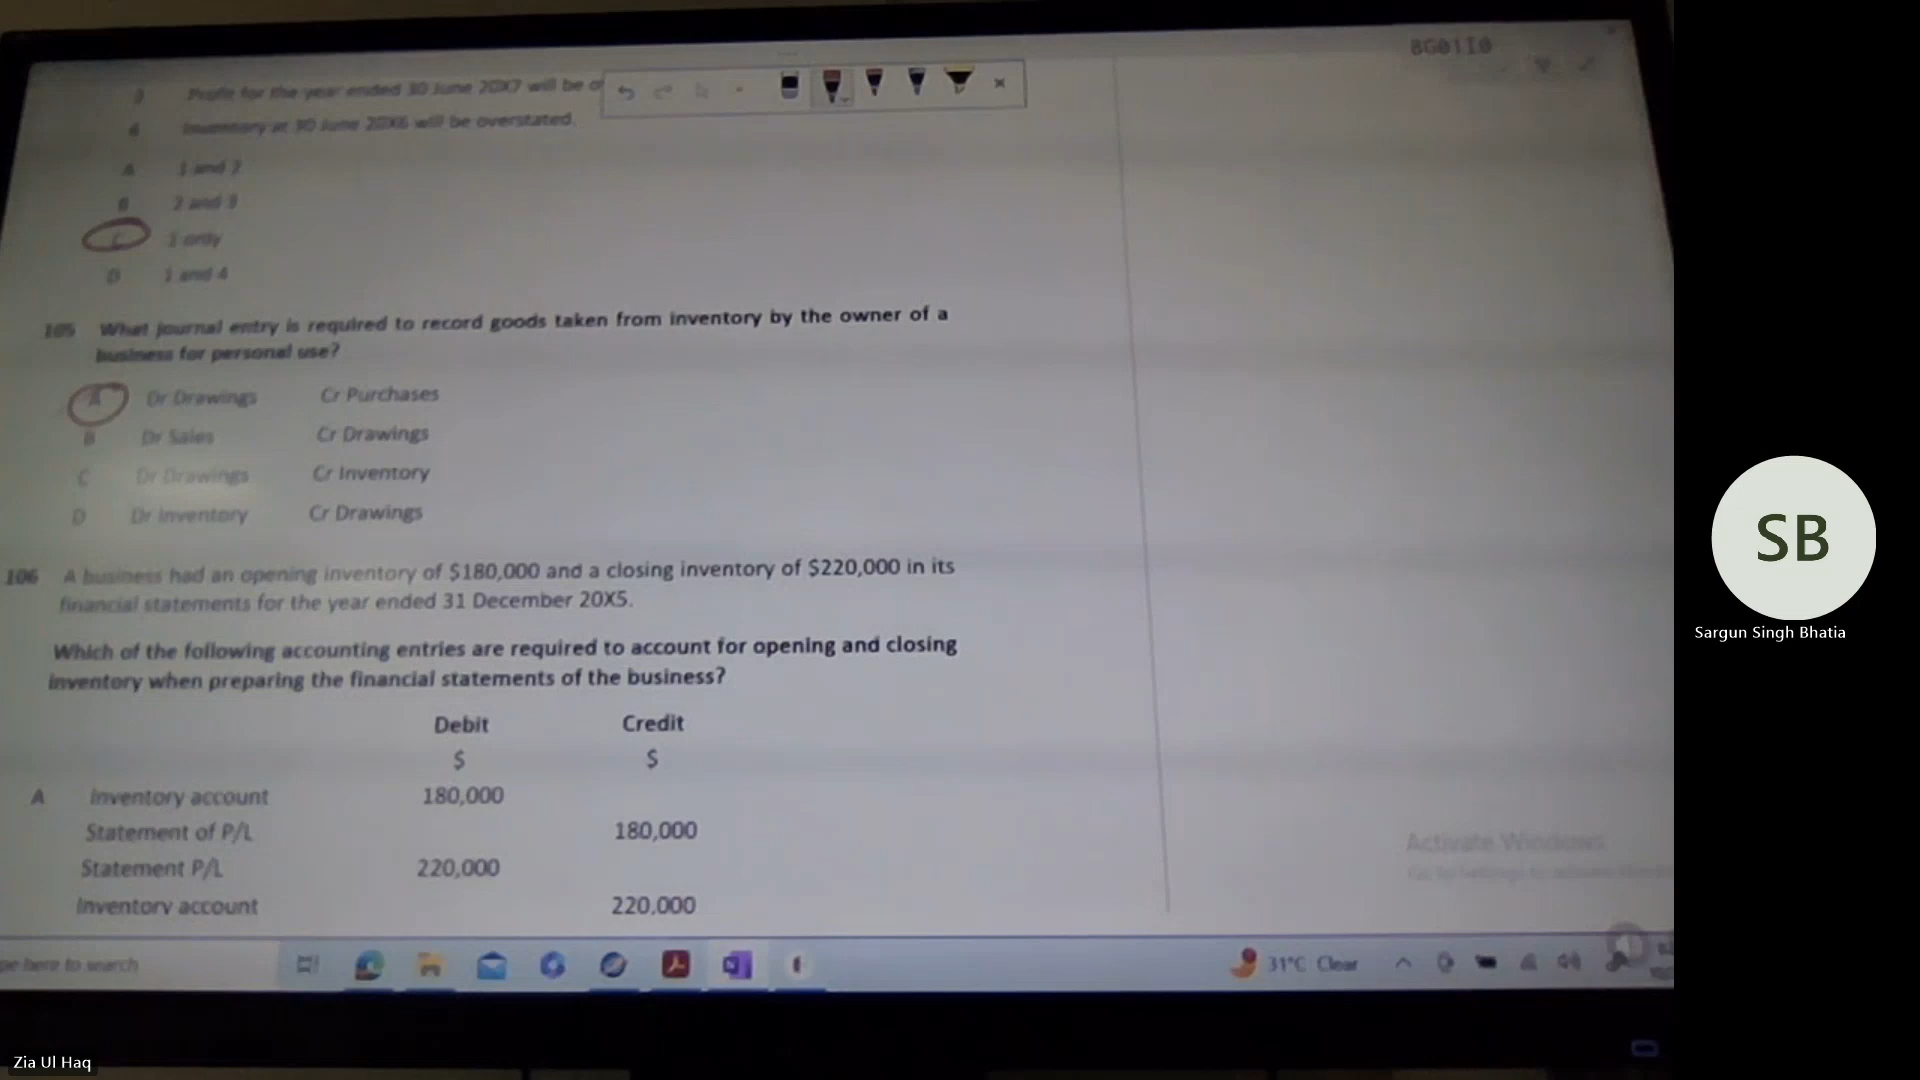 BG01I0
3 Profit for the year ended 30 June 20X7 will be o
4 Inventory at 30 June 20X6 will be overstated.
A 1 and 2
B 2 and 3
C 1 only
D 1 and 4
105 What journal entry is required to record goods taken from inventory by the owner of a
business for personal use?
A Dr Drawings Cr Purchases
B Dr Sales Cr Drawings
C Dr Drawings Cr Inventory
D Dr Inventory Cr Drawings
106 A business had an opening inventory of $180,000 and a closing inventory of $220,000 in its
financial statements for the year ended 31 December 20X5.
Which of the following accounting entries are required to account for opening and closing
inventory when preparing the financial statements of the business?
Debit Credit
$ $
A Inventory account 180,000
Statement of P/L 180,000
Statement P/L 220,000
Inventory account 220,000
Activate Windows
pe here to search
31°C Clear
SB
Sargun Singh Bhatia
Zia Ul Haq